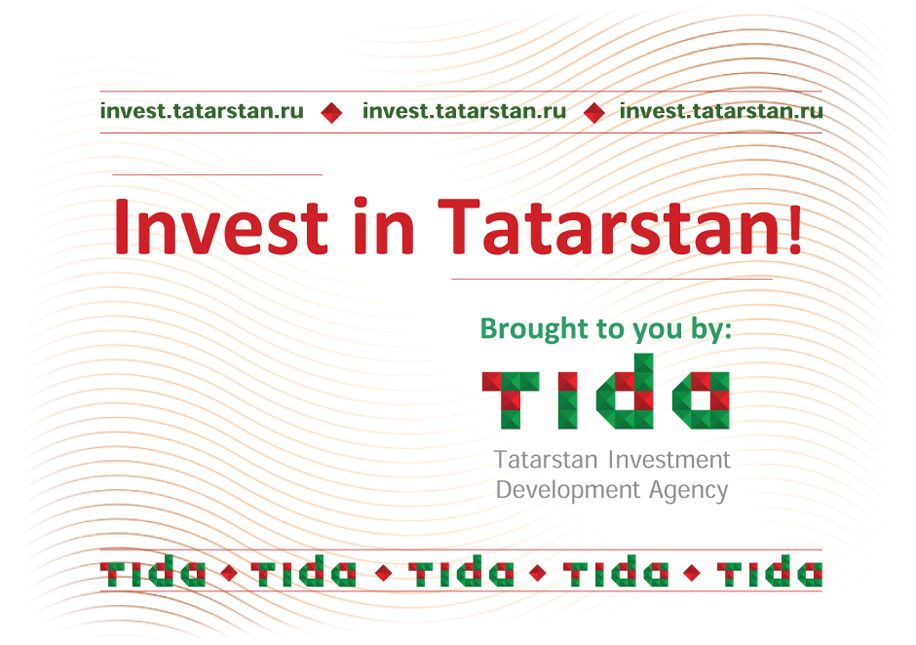 invest.tatarstan.ru invest.tatarstan.ru invest.tatarstan.ru
Invest in Tatarstan!
Brought to you by:
TIda
Tatarstan Investment
Development Agency
TIda TIda TIda TIda TIda